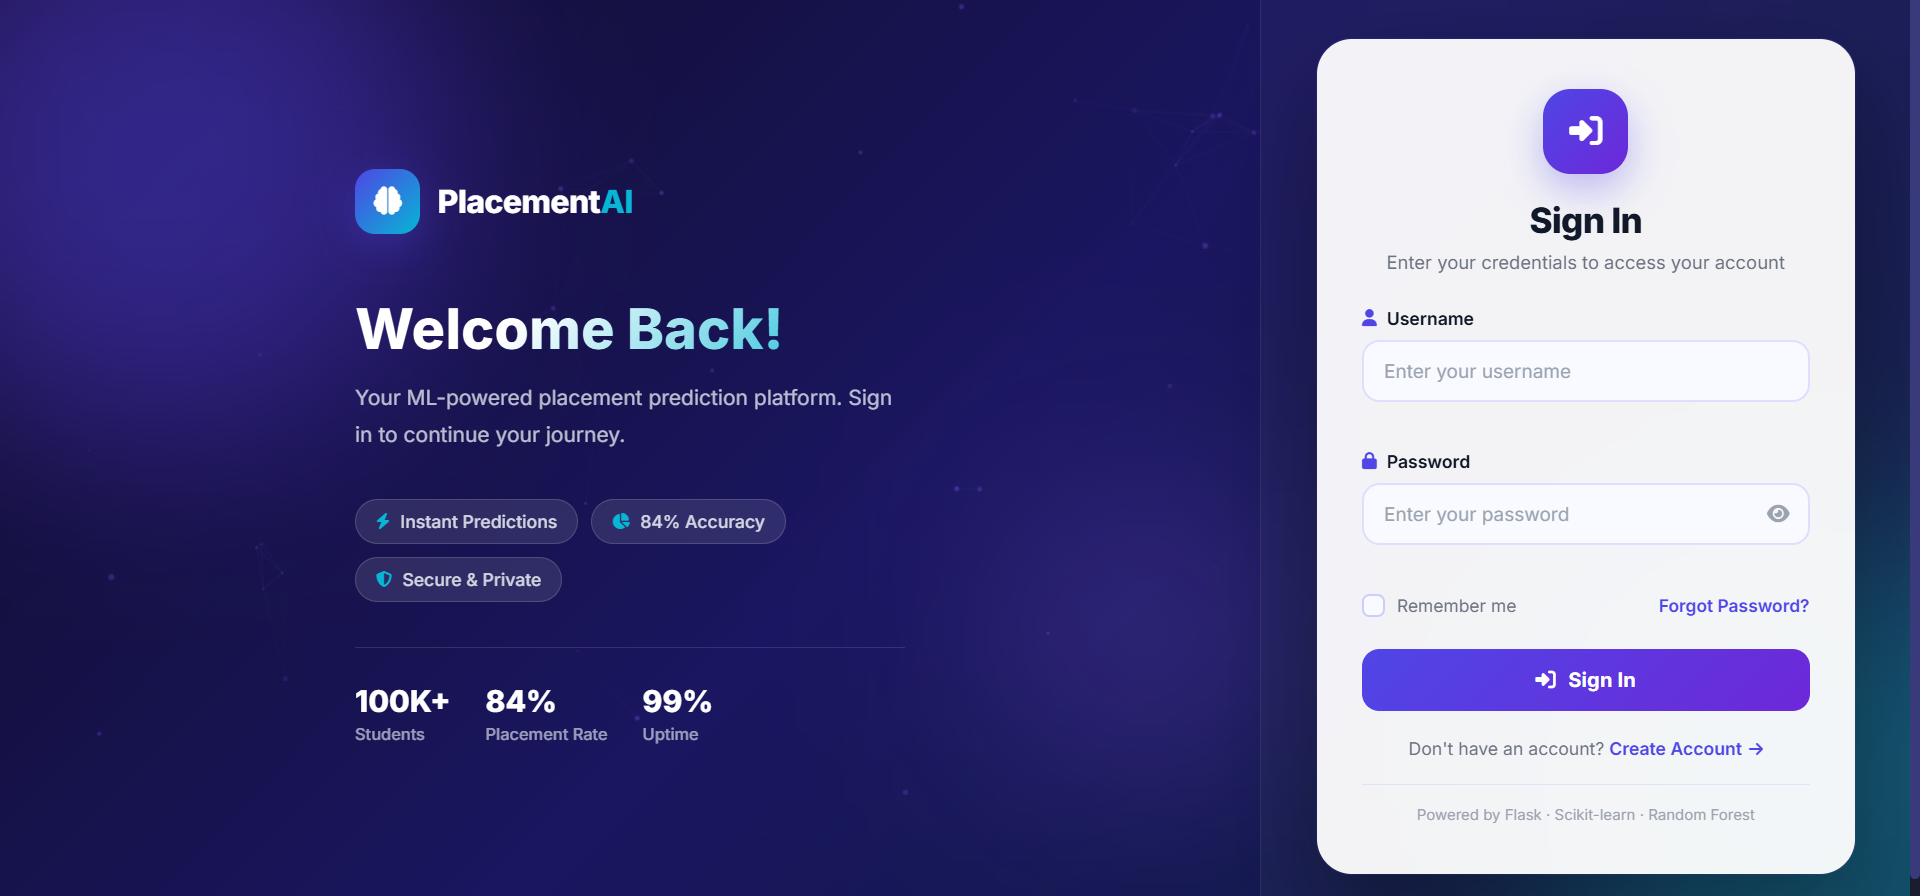 PlacementAI
Welcome Back!
Your ML-powered placement prediction platform. Sign
in to continue your journey.
Instant Predictions
84% Accuracy
Secure & Private
100K+
Students
84%
Placement Rate
99%
Uptime
Sign In
Enter your credentials to access your account
Username
Enter your username
Password
Enter your password
Remember me
Forgot Password?
Sign In
Don't have an account? Create Account →
Powered by Flask · Scikit-learn · Random Forest